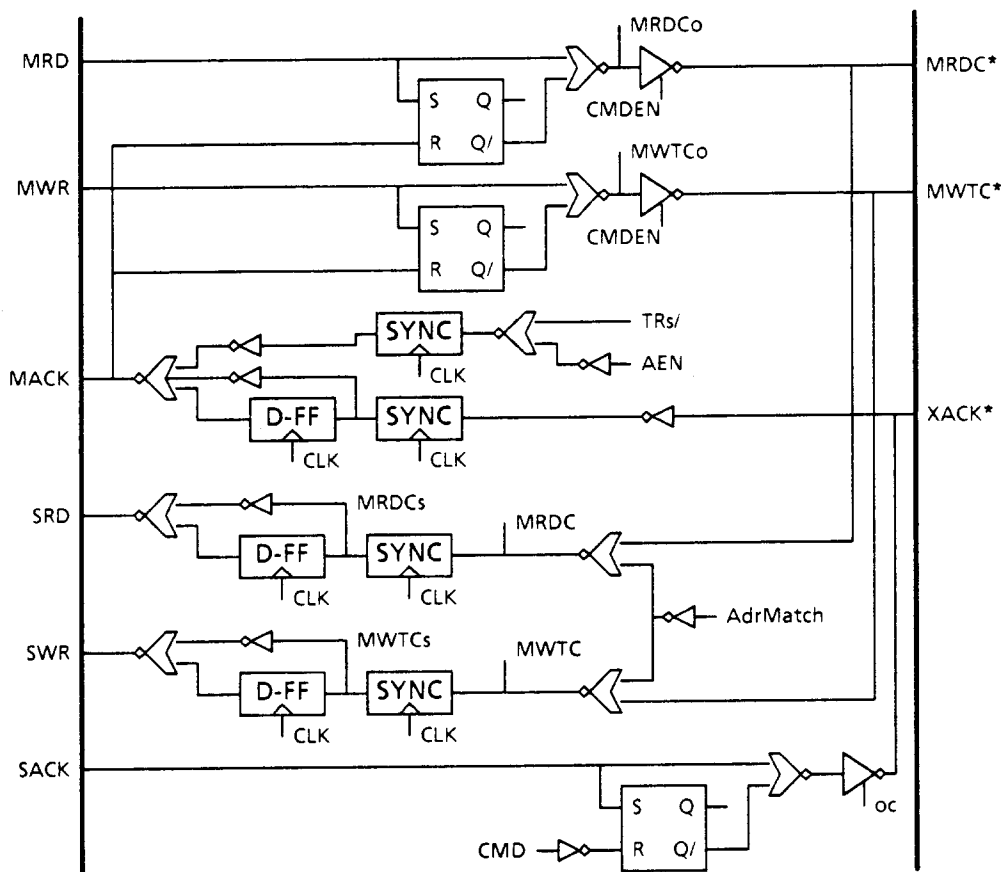 MRDCo
MRD
MRDC*
S Q
CMDEN
R Q/
MWTCo
MWR
MWTC*
S Q
CMDEN
R Q/
SYNC
TRs/
CLK
AEN
MACK
D-FF
SYNC
XACK*
CLK
CLK
MRDCs
MRDC
SRD
D-FF
SYNC
CLK
CLK
AdrMatch
MWTCs
MWTC
SWR
D-FF
SYNC
CLK
CLK
SACK
S Q
OC
CMD
R Q/